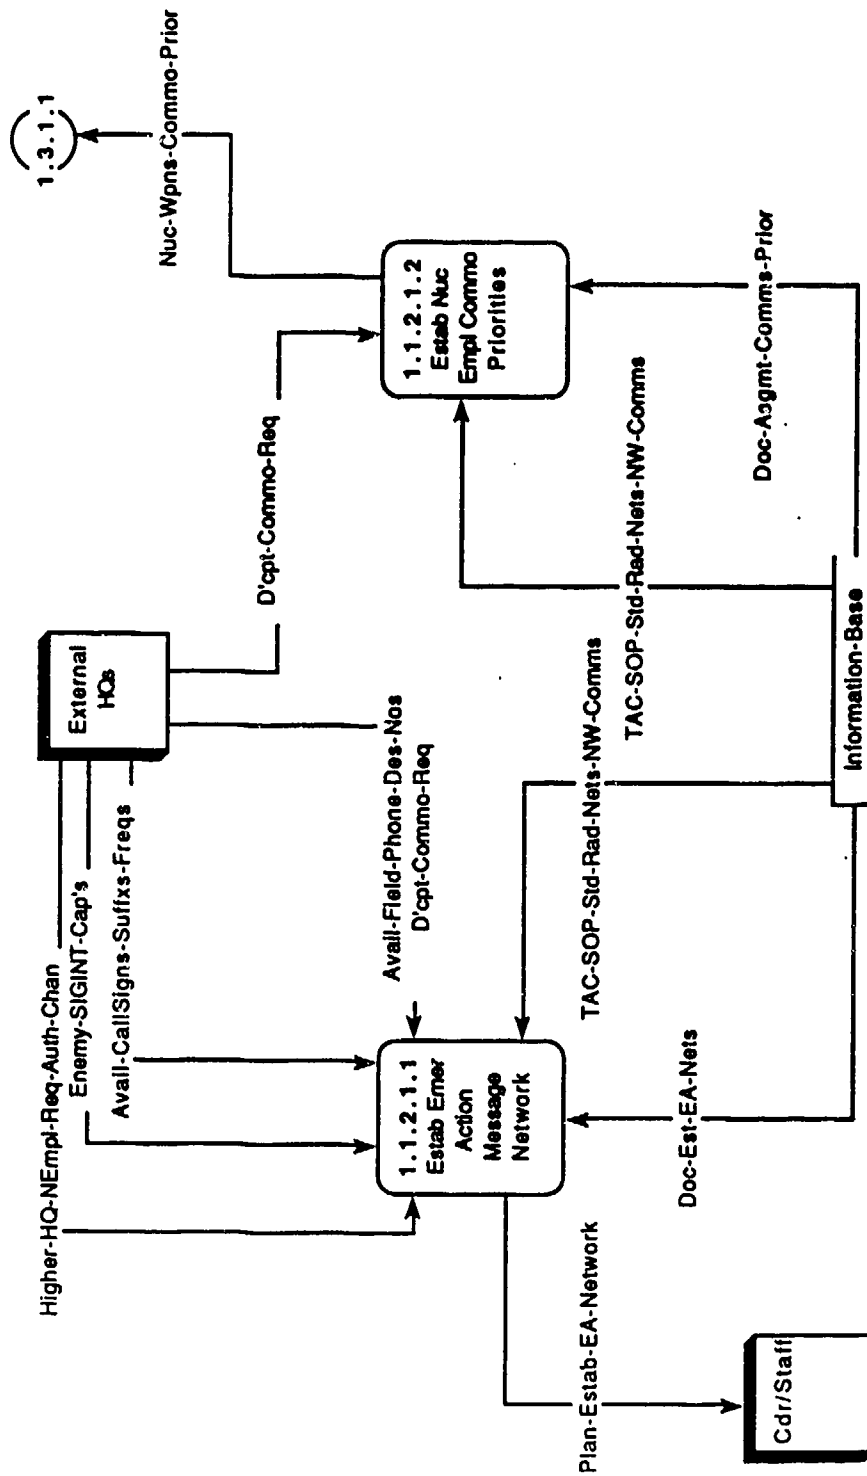 Higher-HQ-NEmpl-Req-Auth-Chan
Enemy-SIGINT-Cap's
Avail-CallSigns-Suffxs-Freqs
External
HQs
D'cpt-Commo-Req
1.3.1.1
Nuc-Wpns-Commo-Prior
Avail-Field-Phone-Des-Nos
D'cpt-Commo-Req
1.1.2.1.1
Estab Emer
Action
Message
Network
1.1.2.1.2
Estab Nuc
Empl Commo
Priorities
Plan-Estab-EA-Network
Doc-Est-EA-Nets
TAC-SOP-Std-Rad-Nets-NW-Comms
TAC-SOP-Std-Rad-Nets-NW-Comms
Doc-Asgmt-Comms-Prior
Cdr/Staff
Information-Base